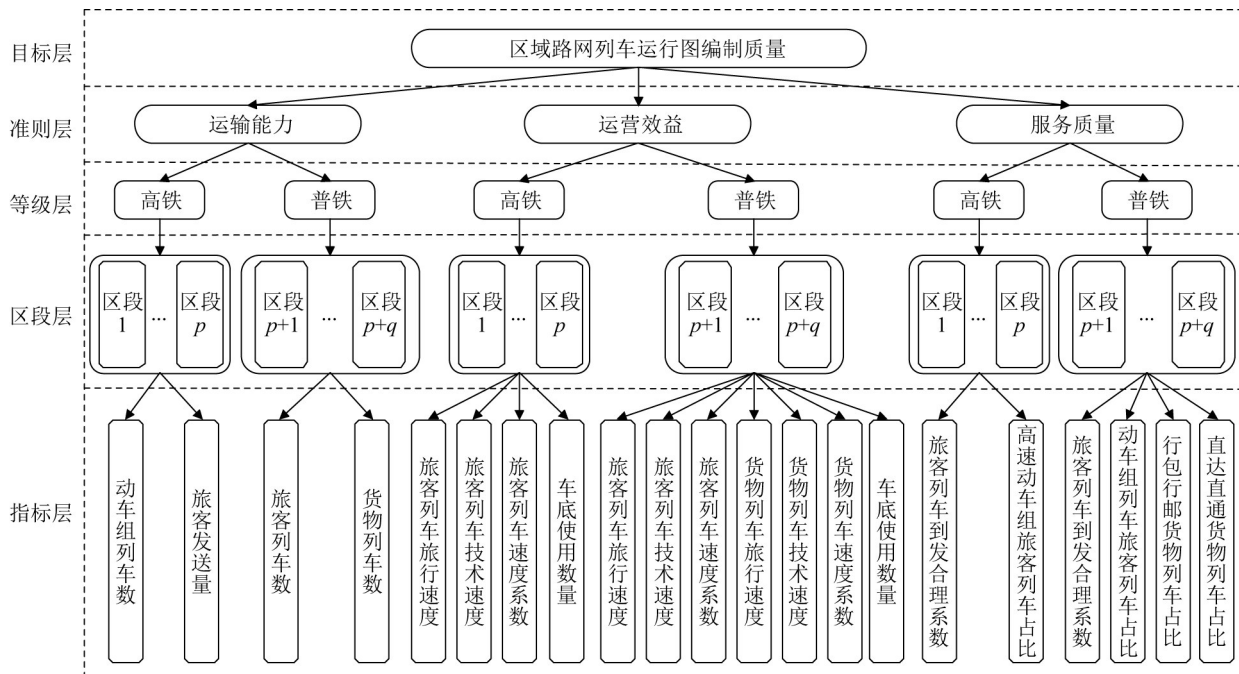 目标层
区域路网列车运行图编制质量
准则层
运输能力
运营效益
服务质量
等级层
高铁
普铁
高铁
普铁
高铁
普铁
区段层
区段
1
...
区段
p
区段
p+1
...
区段
p+q
区段
1
...
区段
p
区段
p+1
...
区段
p+q
区段
1
...
区段
p
区段
p+1
...
区段
p+q
指标层
动车组列车数
旅客发送量
旅客列车数
货物列车数
旅客列车旅行速度
旅客列车技术速度
旅客列车速度系数
车底使用数量
旅客列车旅行速度
旅客列车技术速度
旅客列车速度系数
货物列车旅行速度
货物列车技术速度
货物列车速度系数
车底使用数量
旅客列车到发合理系数
高速动车组旅客列车占比
旅客列车到发合理系数
动车组列车旅客列车占比
行包行邮货物列车占比
直达直通货物列车占比